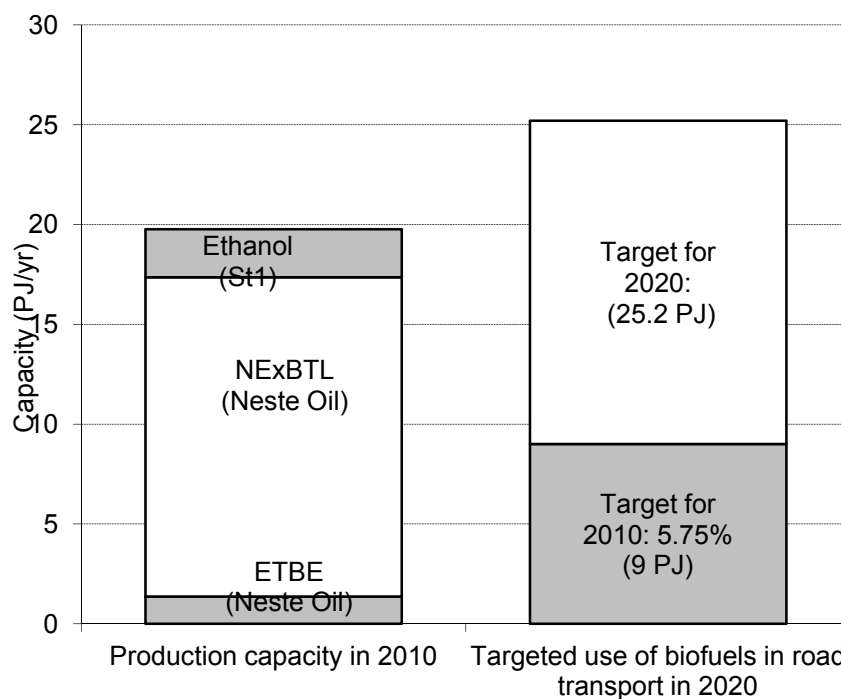 30
25
20
15
10
5
0
Capacity (PJ/yr)
Ethanol
(St1)
NExBTL
(Neste Oil)
ETBE
(Neste Oil)
Target for
2020:
(25.2 PJ)
Target for
2010: 5.75%
(9 PJ)
Production capacity in 2010
Targeted use of biofuels in road
transport in 2020